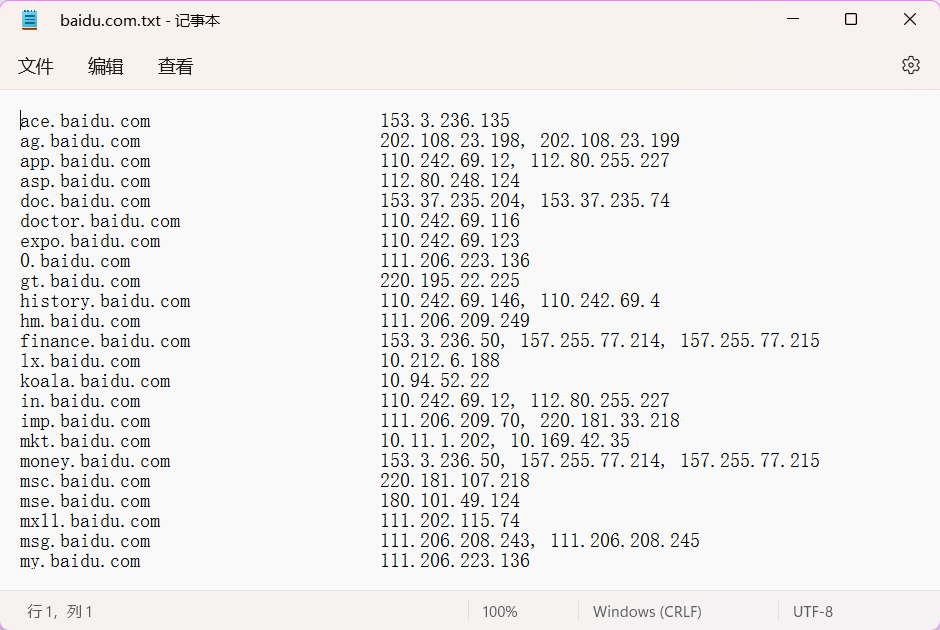 baidu.com.txt - 记事本
文件 编辑 查看
ace.baidu.com 153.3.236.135
ag.baidu.com 202.108.23.198, 202.108.23.199
app.baidu.com 110.242.69.12, 112.80.255.227
asp.baidu.com 112.80.248.124
doc.baidu.com 153.37.235.204, 153.37.235.74
doctor.baidu.com 110.242.69.116
expo.baidu.com 110.242.69.123
0.baidu.com 111.206.223.136
gt.baidu.com 220.195.22.225
history.baidu.com 110.242.69.146, 110.242.69.4
hm.baidu.com 111.206.209.249
finance.baidu.com 153.3.236.50, 157.255.77.214, 157.255.77.215
lx.baidu.com 10.212.6.188
koala.baidu.com 10.94.52.22
in.baidu.com 110.242.69.12, 112.80.255.227
imp.baidu.com 111.206.209.70, 220.181.33.218
mkt.baidu.com 10.11.1.202, 10.169.42.35
money.baidu.com 153.3.236.50, 157.255.77.214, 157.255.77.215
msc.baidu.com 220.181.107.218
mse.baidu.com 180.101.49.124
mx11.baidu.com 111.202.115.74
msg.baidu.com 111.206.208.243, 111.206.208.245
my.baidu.com 111.206.223.136
行 1，列 1 100% Windows (CRLF) UTF-8